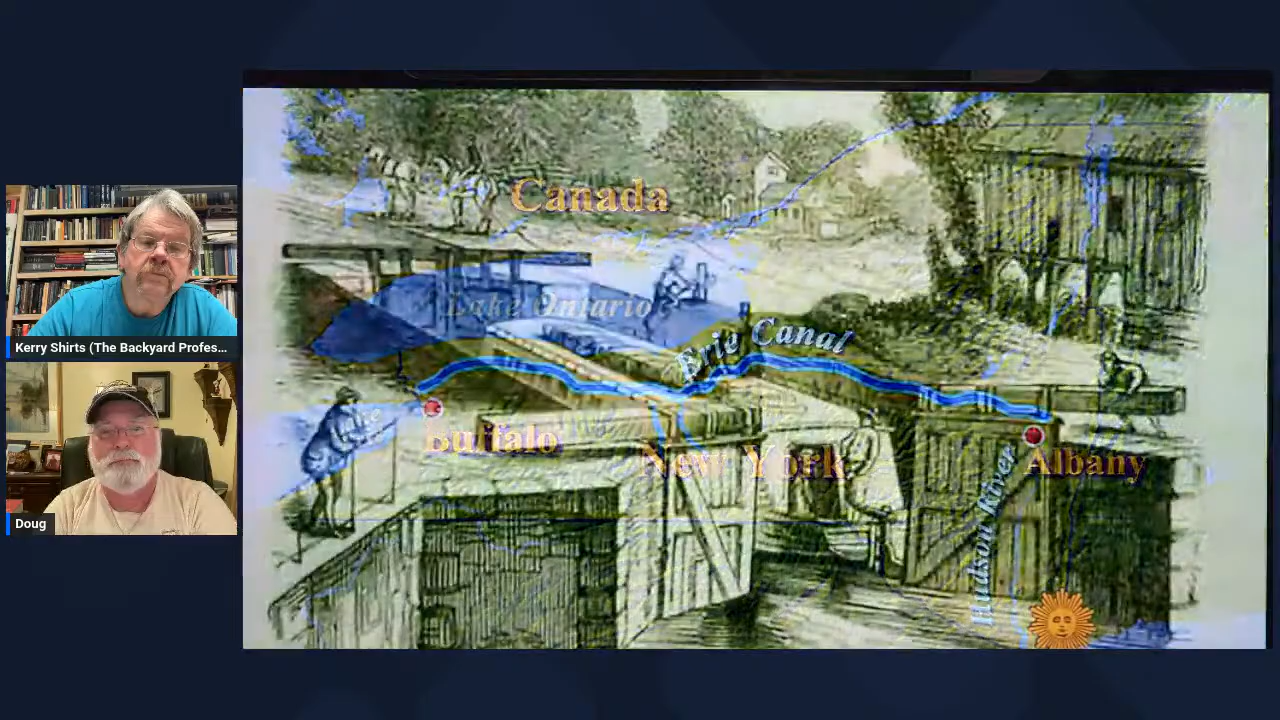 Canada
Lake Ontario
Erie Canal
Buffalo
New York
Albany
Hudson River
Kerry Shirts (The Backyard Profes...
Doug